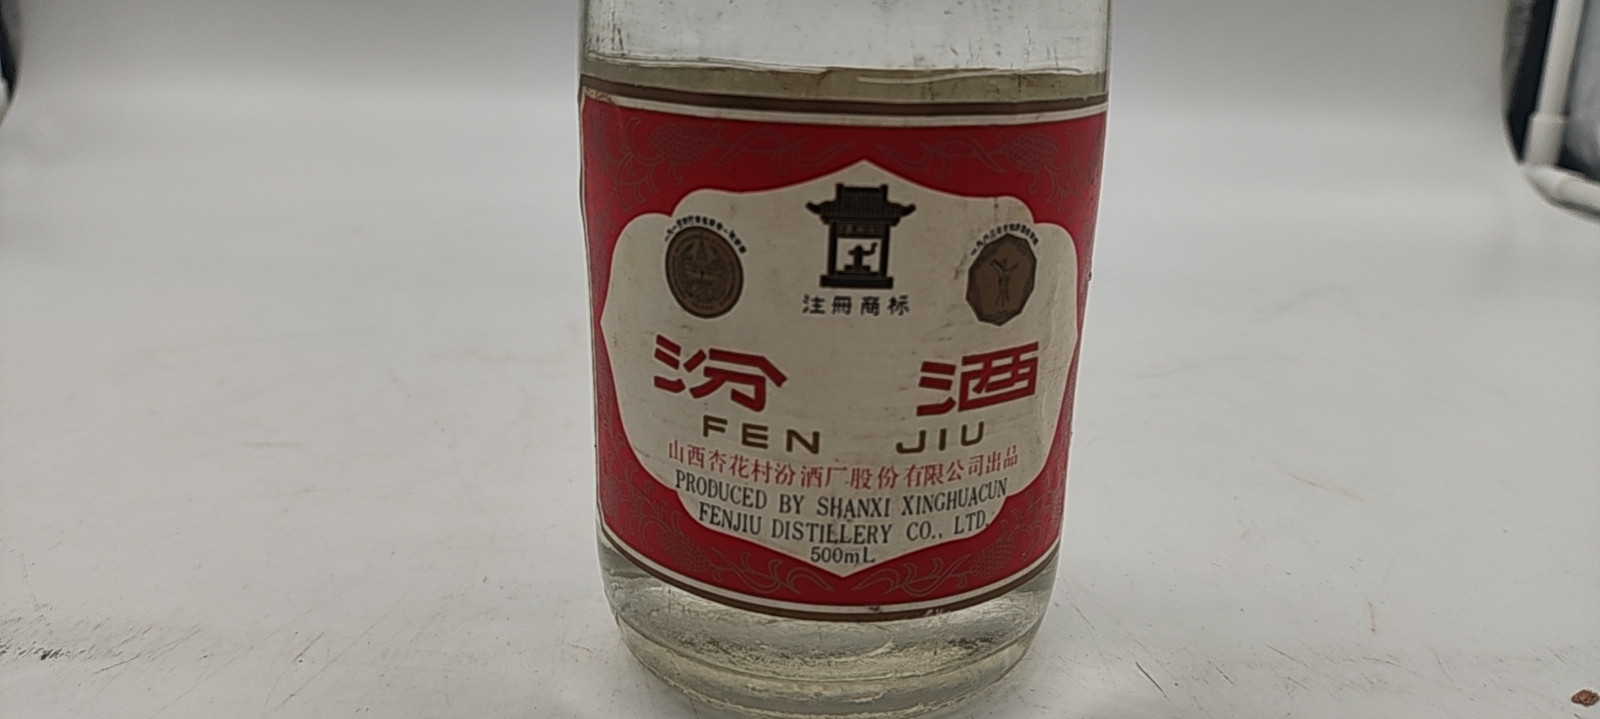 注冊商标
汾酒
FEN JIU
山西杏花村汾酒厂股份有限公司出品
PRODUCED BY SHANXI XINGHUACUN
FENJIU DISTILLERY CO., LTD.
500mL